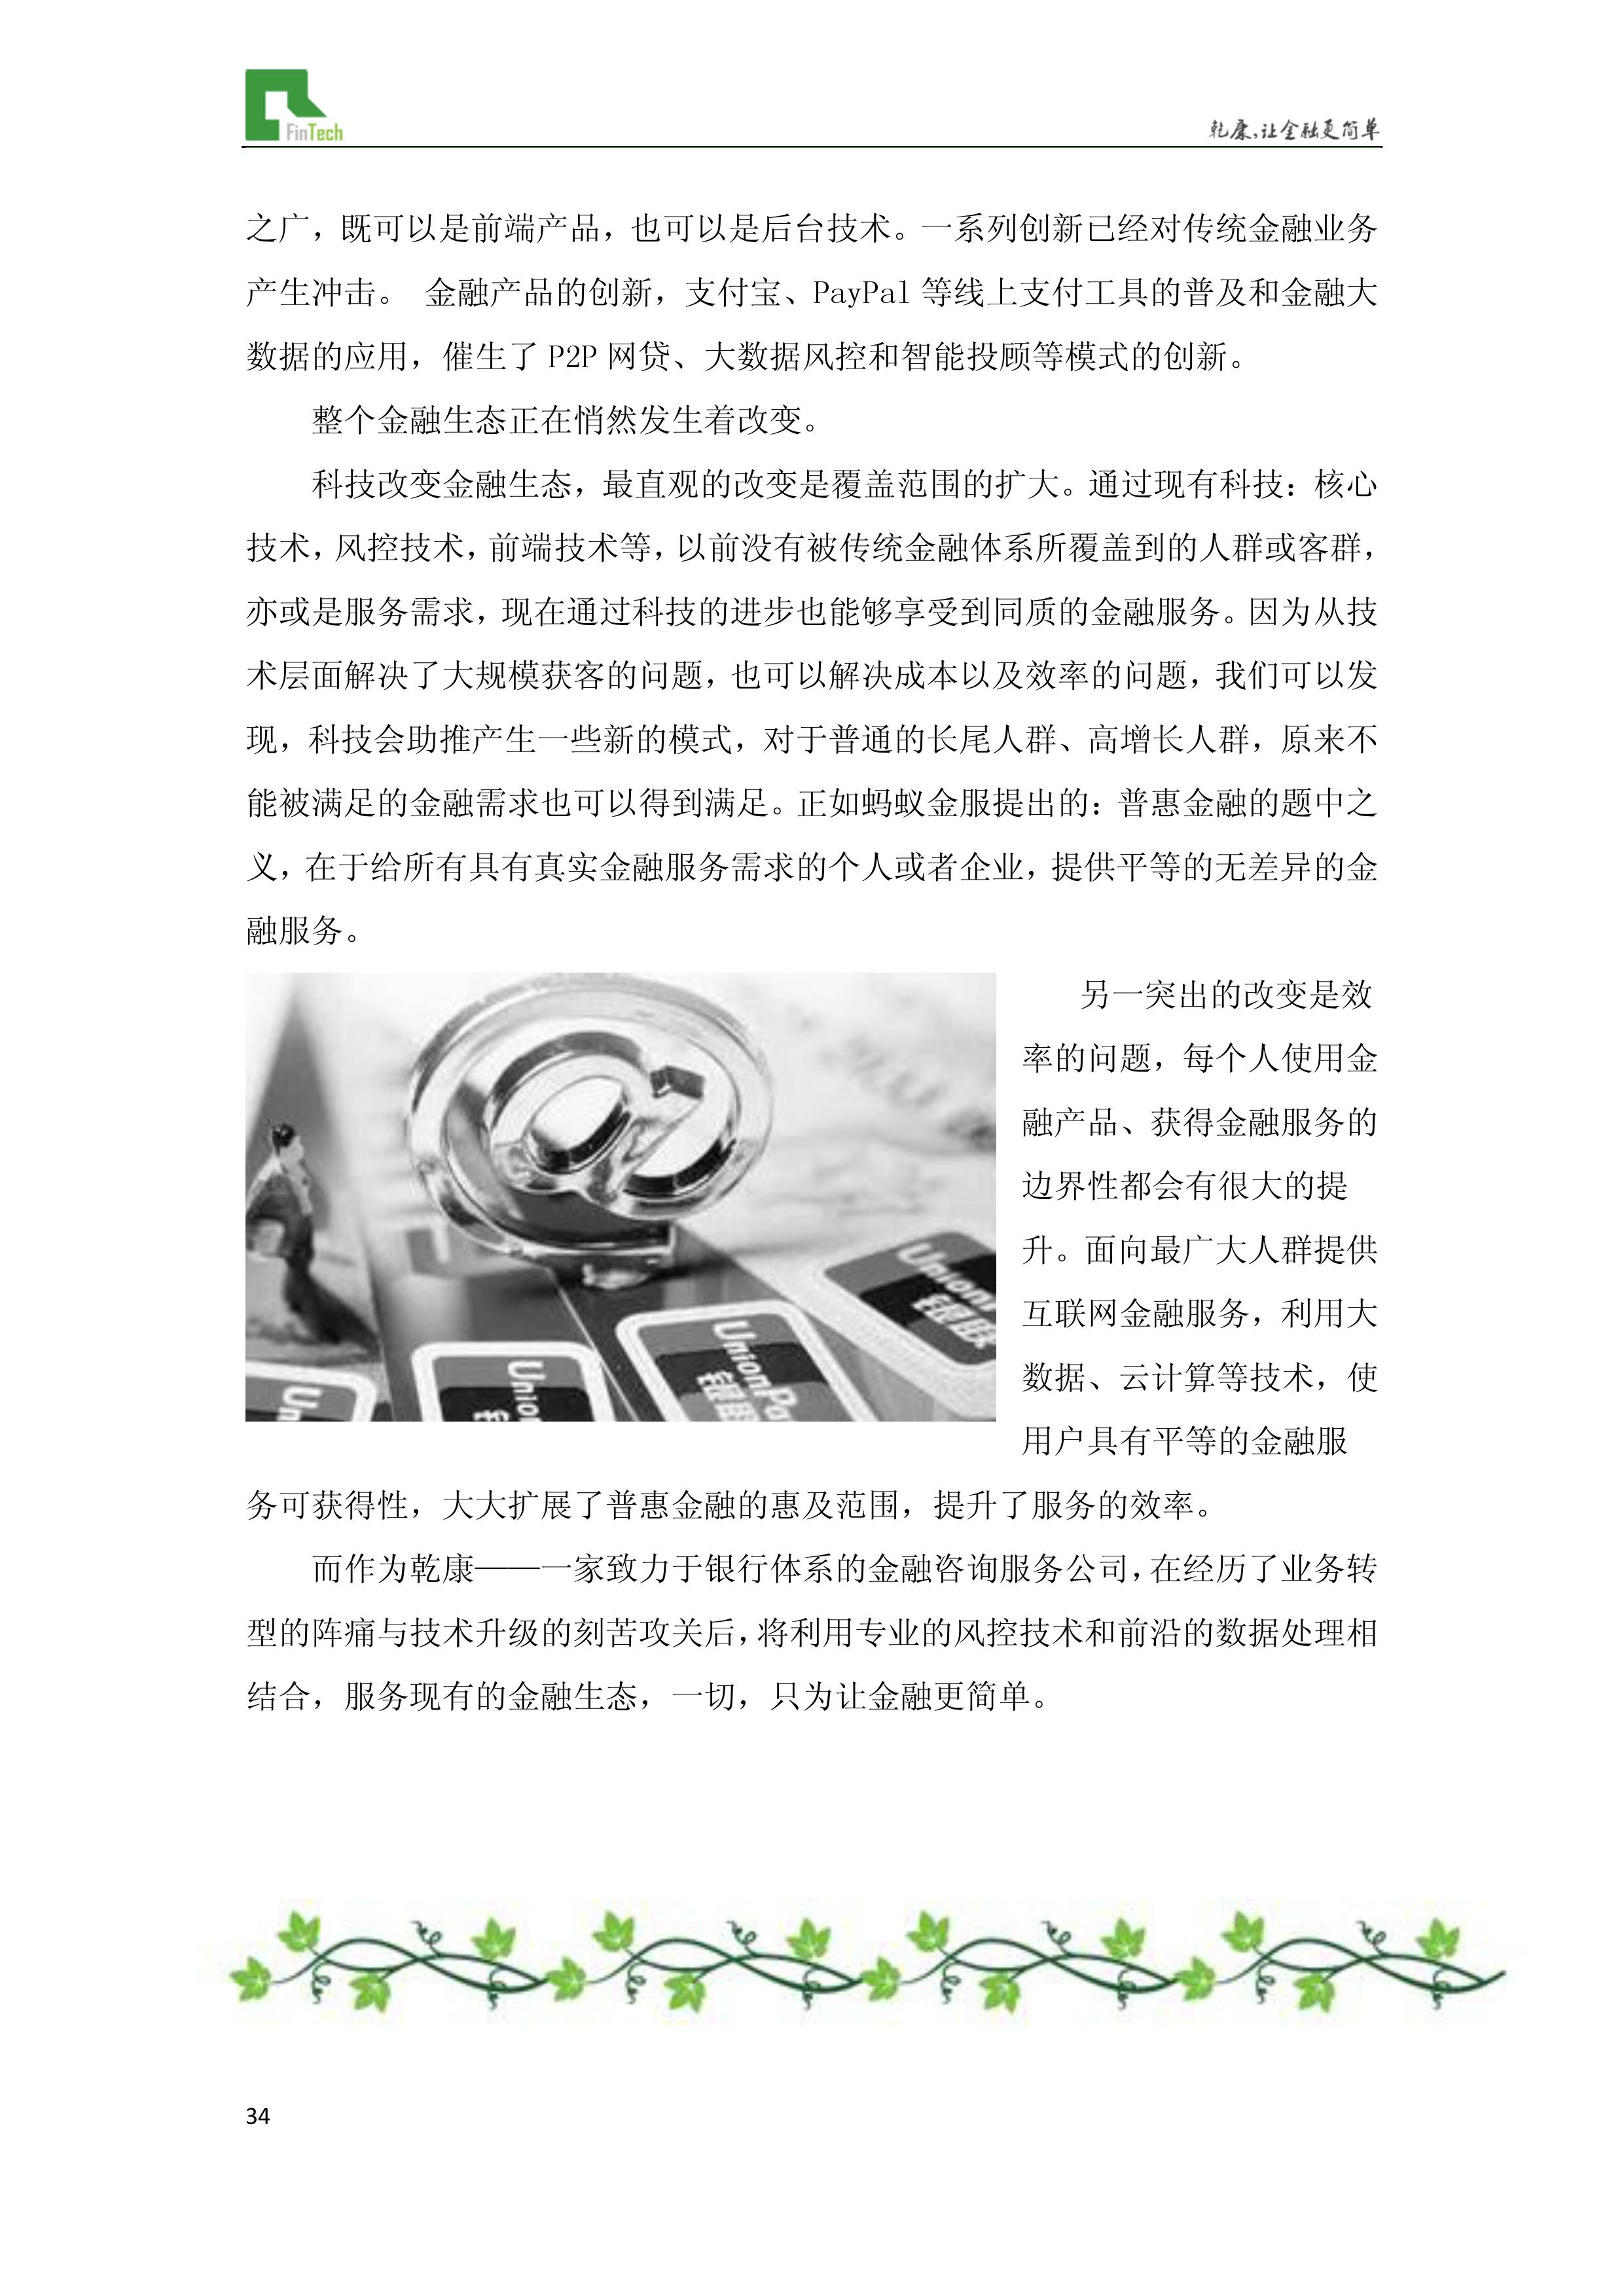 FinTech
乾康,让金融更简单
之广，既可以是前端产品，也可以是后台技术。一系列创新已经对传统金融业务
产生冲击。 金融产品的创新，支付宝、PayPal 等线上支付工具的普及和金融大
数据的应用，催生了 P2P 网贷、大数据风控和智能投顾等模式的创新。
整个金融生态正在悄然发生着改变。
科技改变金融生态，最直观的改变是覆盖范围的扩大。通过现有科技：核心
技术，风控技术，前端技术等，以前没有被传统金融体系所覆盖到的人群或客群，
亦或是服务需求，现在通过科技的进步也能够享受到同质的金融服务。因为从技
术层面解决了大规模获客的问题，也可以解决成本以及效率的问题，我们可以发
现，科技会助推产生一些新的模式，对于普通的长尾人群、高增长人群，原来不
能被满足的金融需求也可以得到满足。正如蚂蚁金服提出的：普惠金融的题中之
义，在于给所有具有真实金融服务需求的个人或者企业，提供平等的无差异的金
融服务。
另一突出的改变是效
率的问题，每个人使用金
融产品、获得金融服务的
边界性都会有很大的提
升。面向最广大人群提供
互联网金融服务，利用大
数据、云计算等技术，使
用户具有平等的金融服
Un
Unio
UnionPa
银联
Union
银联
务可获得性，大大扩展了普惠金融的惠及范围，提升了服务的效率。
而作为乾康——一家致力于银行体系的金融咨询服务公司，在经历了业务转
型的阵痛与技术升级的刻苦攻关后，将利用专业的风控技术和前沿的数据处理相
结合，服务现有的金融生态，一切，只为让金融更简单。
34